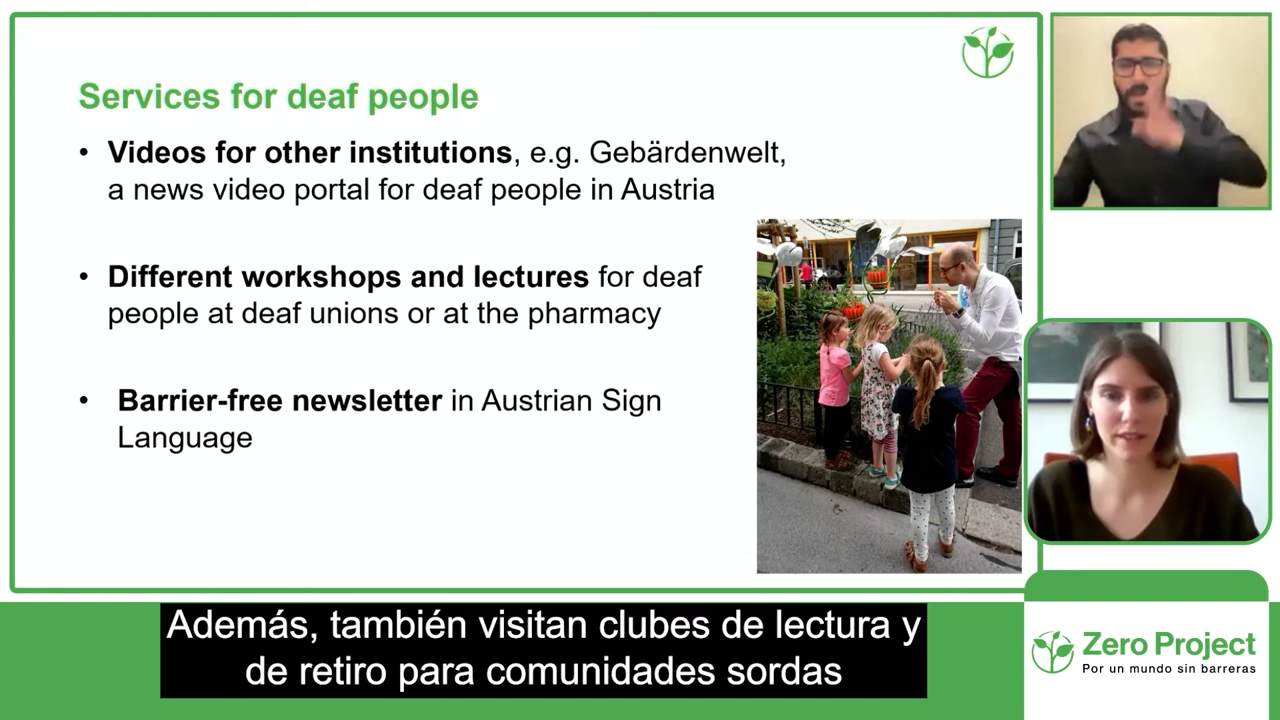 Services for deaf people
• Videos for other institutions, e.g. Gebärdenwelt,
a news video portal for deaf people in Austria
• Different workshops and lectures for deaf
people at deaf unions or at the pharmacy
• Barrier-free newsletter in Austrian Sign
Language
Además, también visitan clubes de lectura y
de retiro para comunidades sordas
Zero Project
Por un mundo sin barreras